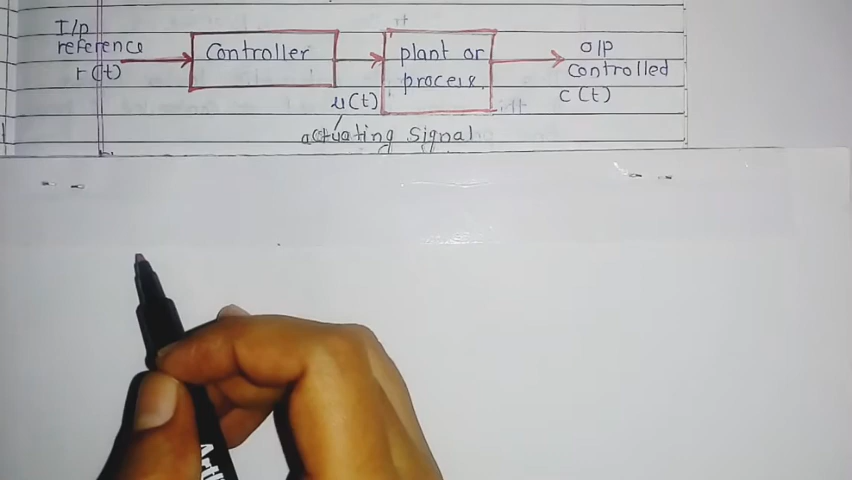 I/p
reference
r(t)
Controller
plant or
process.
O/P
Controlled
C(t)
u(t)
actuating Signal